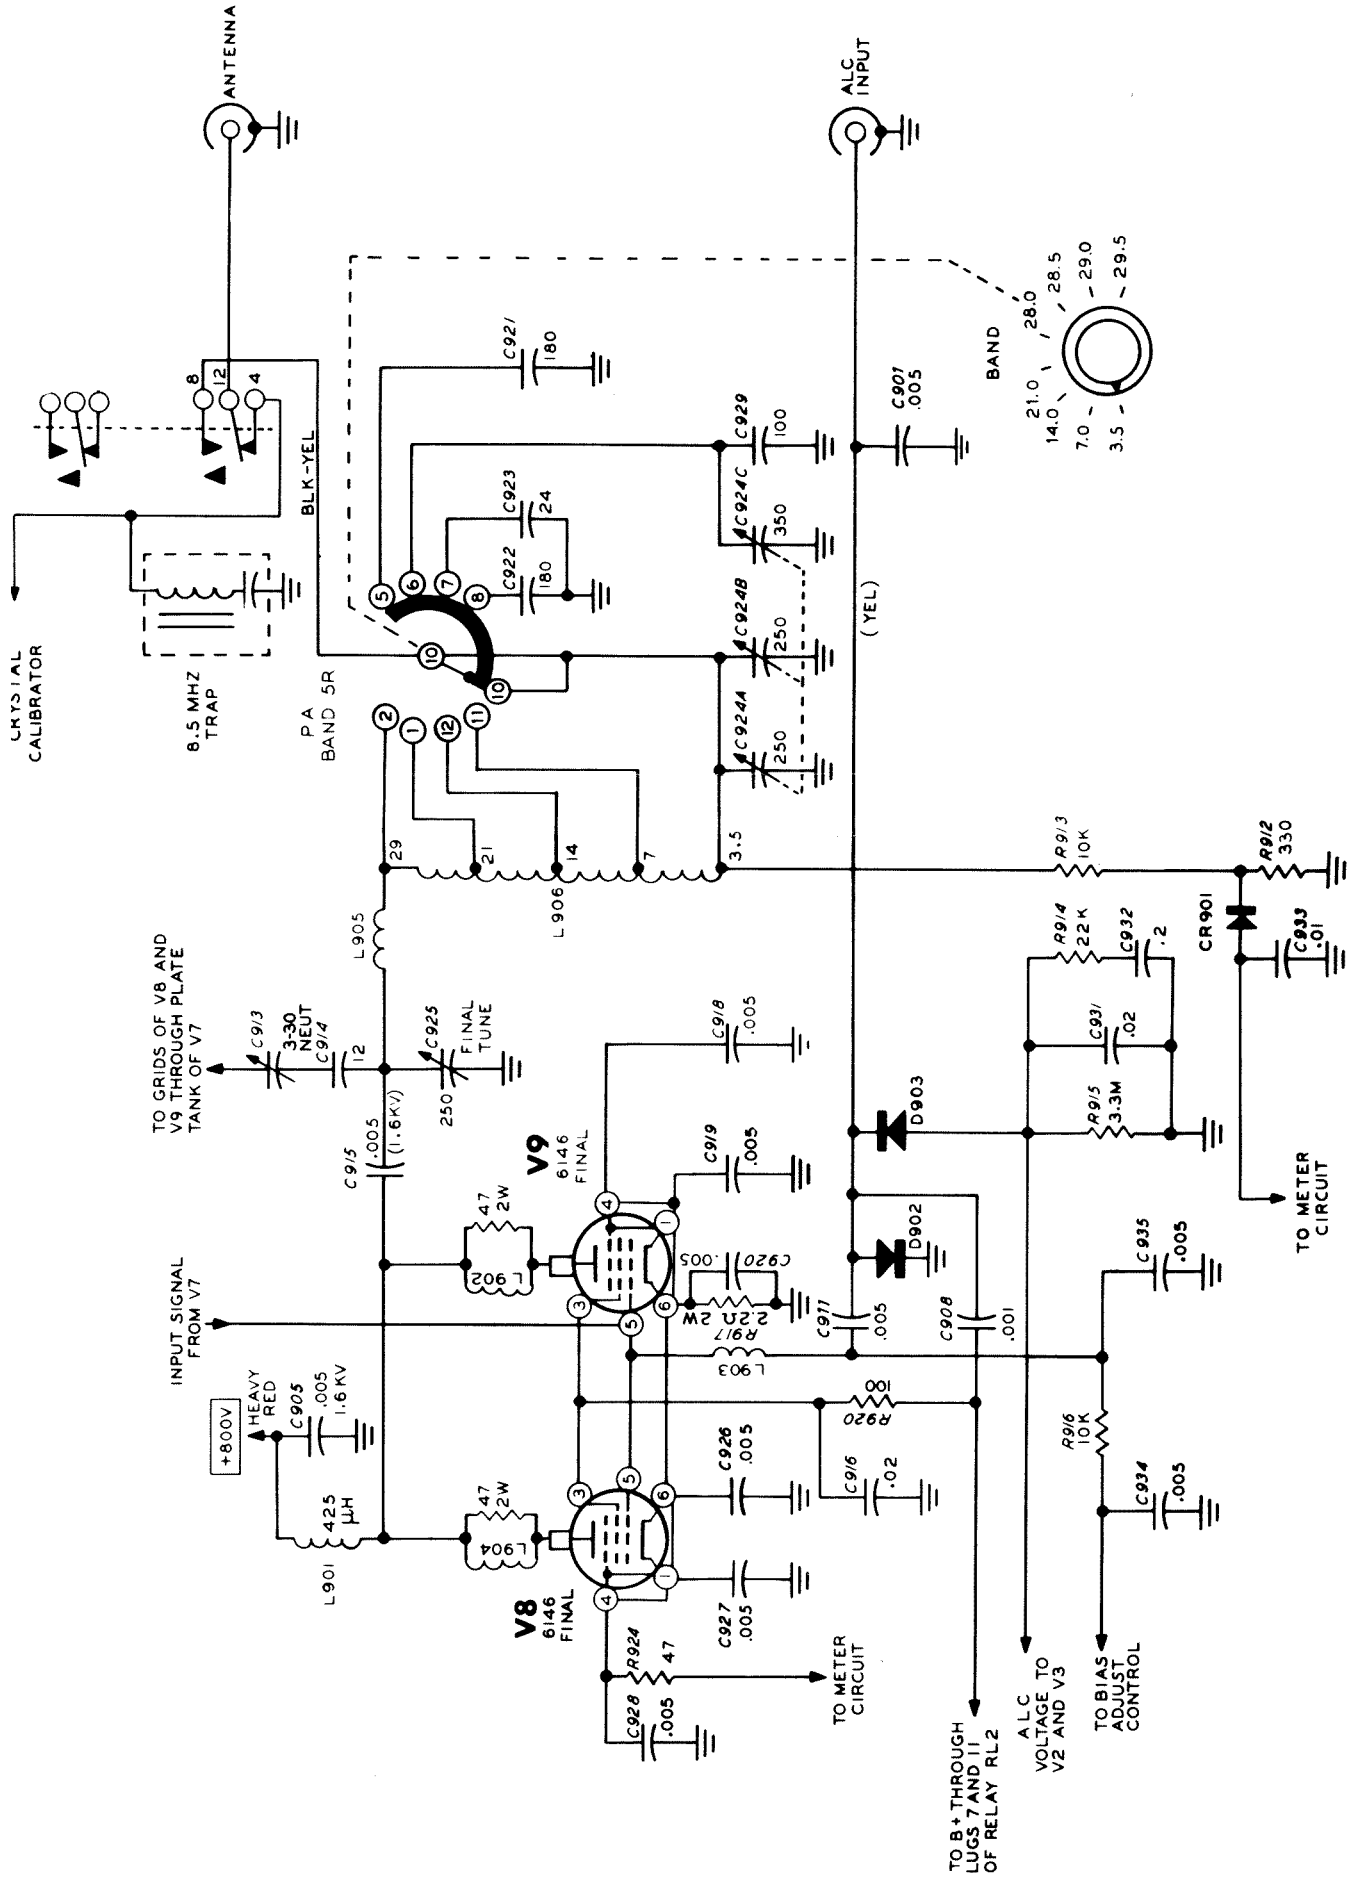 ANTENNA
8
12
4
BLK-YEL
CALIBRATOR
8.5 MHZ
TRAP
PA
BAND 5R
ALC
INPUT
(YEL)
BAND
3.5
7.0
14.0
21.0
28.0
28.5
29.0
29.5
C921
180
C929
100
C923
24
C922
180
C924C
350
C924B
250
C924A
250
C901
.005
5
6
7
8
10
10
11
12
1
2
29
21
14
7
3.5
L906
L905
TO GRIDS OF V8 AND
V9 THROUGH PLATE
TANK OF V7
C913
3-30
NEUT
C914
12
C925
FINAL
TUNE
250
C915
.005
(1.6KV)
INPUT SIGNAL
FROM V7
+800V
HEAVY
RED
C905
.005
1.6 KV
L901
425
µH
L902
47
2W
L904
47
2W
V9
6146
FINAL
3
4
1
6
5
V8
6146
FINAL
3
4
1
6
5
C918
.005
C919
.005
C920
.005
R917
2.2Ω 2W
L903
C926
.005
C927
.005
R924
47
C928
.005
TO METER
CIRCUIT
C911
.005
C908
.001
R920
100
C916
.02
D902
D903
R913
10K
R912
330
CR901
C933
.01
R914
22K
C932
.2
C931
.02
R915
3.3M
TO METER
CIRCUIT
C935
.005
R916
10K
C934
.005
TO B+ THROUGH
LUGS 7 AND 11
OF RELAY RL2
ALC
VOLTAGE TO
V2 AND V3
TO BIAS
ADJUST
CONTROL